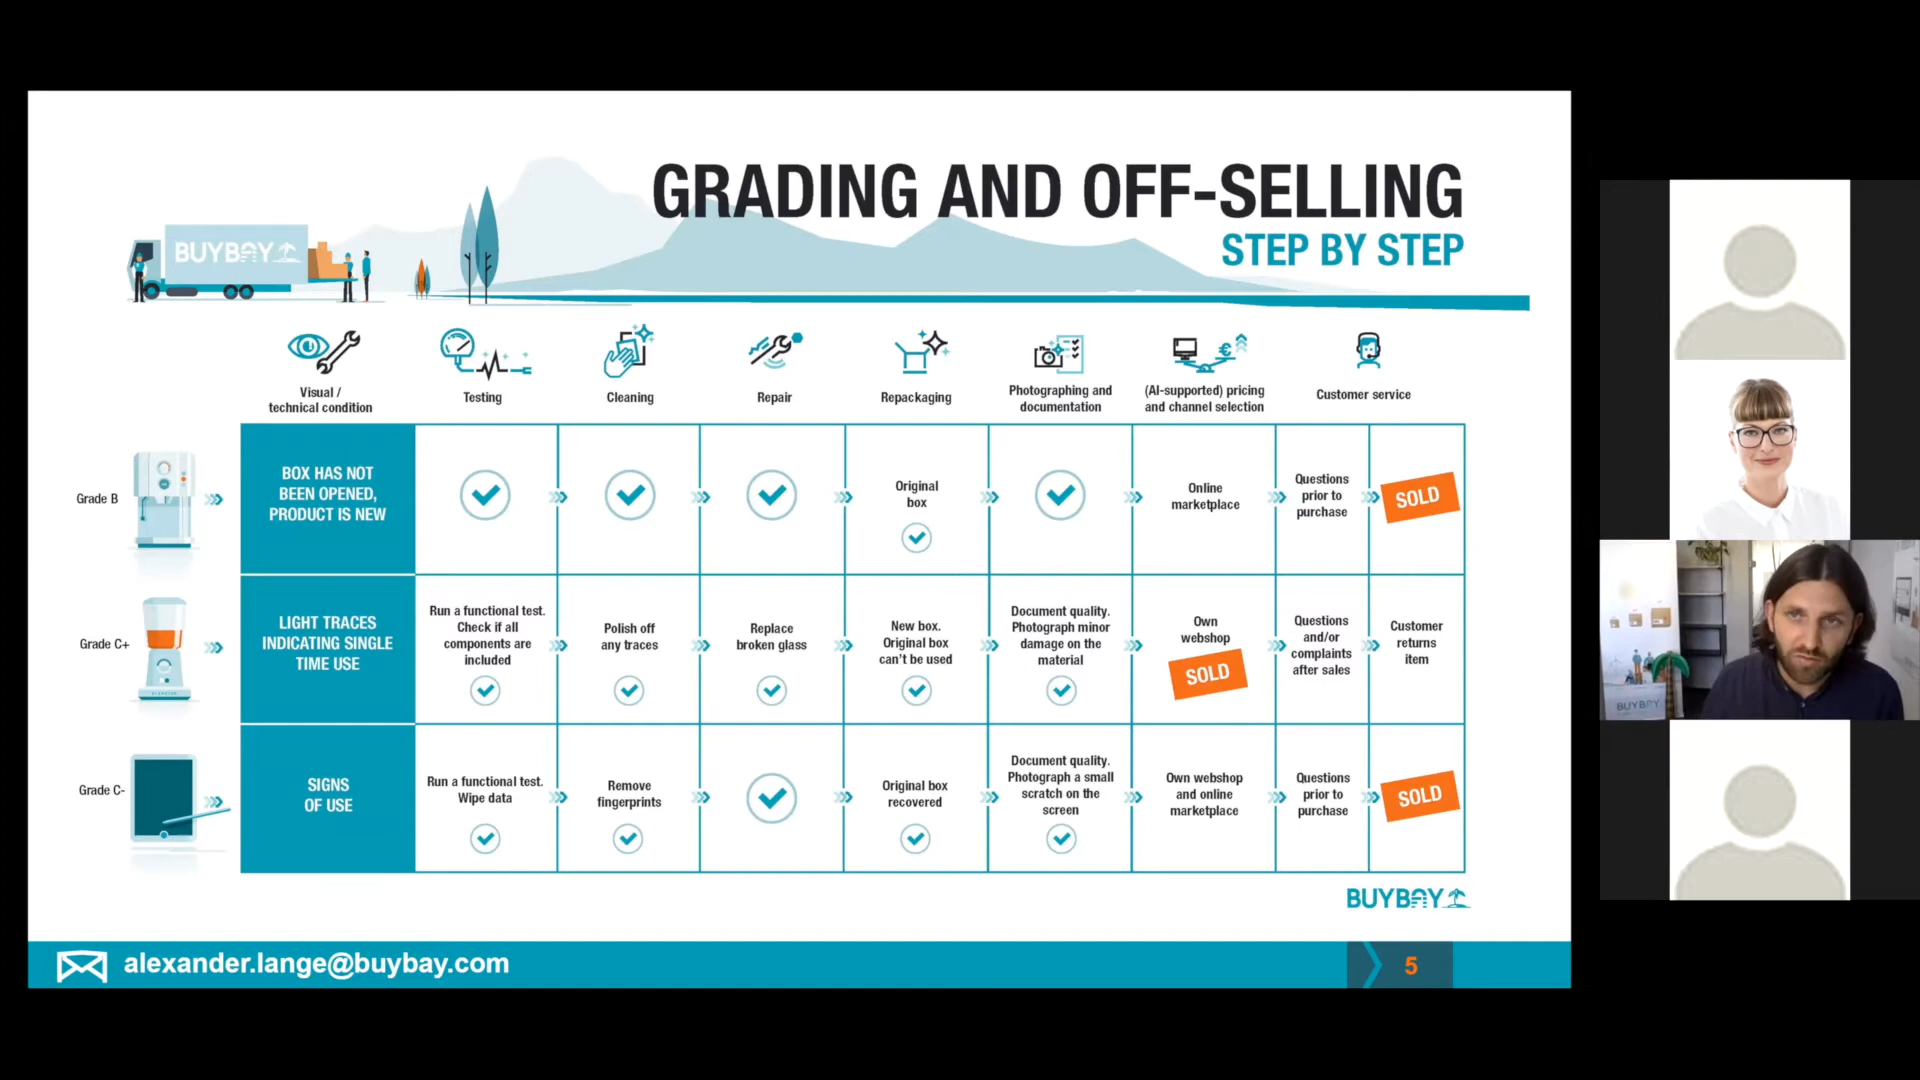 GRADING AND OFF-SELLING
STEP BY STEP
BUYBAY
Visual /
technical condition
Testing
Cleaning
Repair
Repackaging
Photographing and
documentation
(AI-supported) pricing
and channel selection
Customer service
Grade B
BOX HAS NOT
BEEN OPENED,
PRODUCT IS NEW
Original
box
Online
marketplace
Questions
prior to
purchase
SOLD
Grade C+
LIGHT TRACES
INDICATING SINGLE
TIME USE
Run a functional test.
Check if all
components are
included
Polish off
any traces
Replace
broken glass
New box.
Original box
can't be used
Document quality.
Photograph minor
damage on the
material
Own
webshop
SOLD
Questions
and/or
complaints
after sales
Customer
returns
item
Grade C-
SIGNS
OF USE
Run a functional test.
Wipe data
Remove
fingerprints
Original box
recovered
Document quality.
Photograph a small
scratch on the
screen
Own webshop
and online
marketplace
Questions
prior to
purchase
SOLD
BUYBAY
alexander.lange@buybay.com
5
BUYBAY